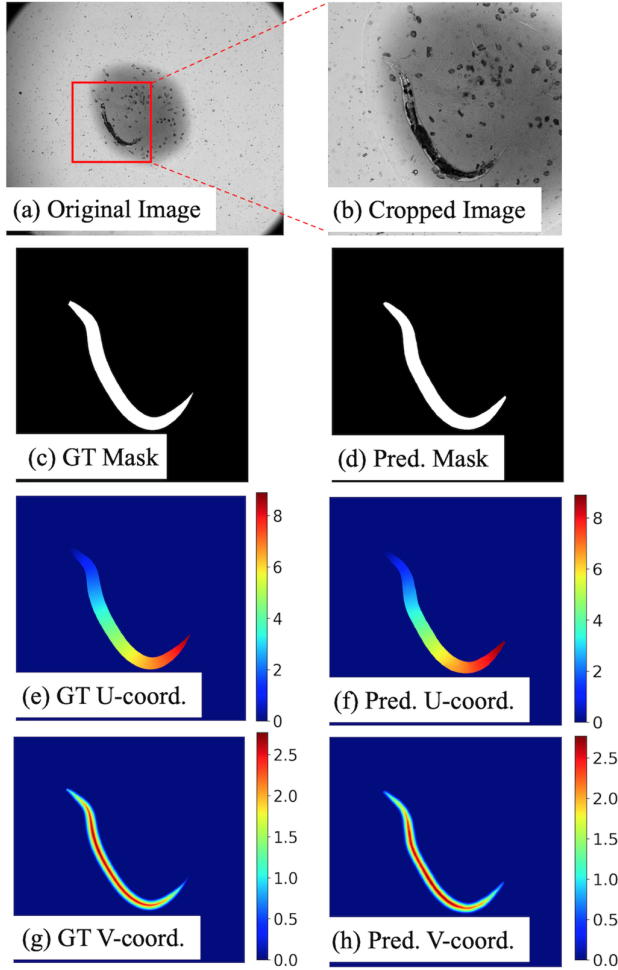 (a) Original Image
(b) Cropped Image
(c) GT Mask
(d) Pred. Mask
8
6
4
2
0
(e) GT U-coord.
8
6
4
2
0
(f) Pred. U-coord.
2.5
2.0
1.5
1.0
0.5
0.0
(g) GT V-coord.
2.5
2.0
1.5
1.0
0.5
0.0
(h) Pred. V-coord.